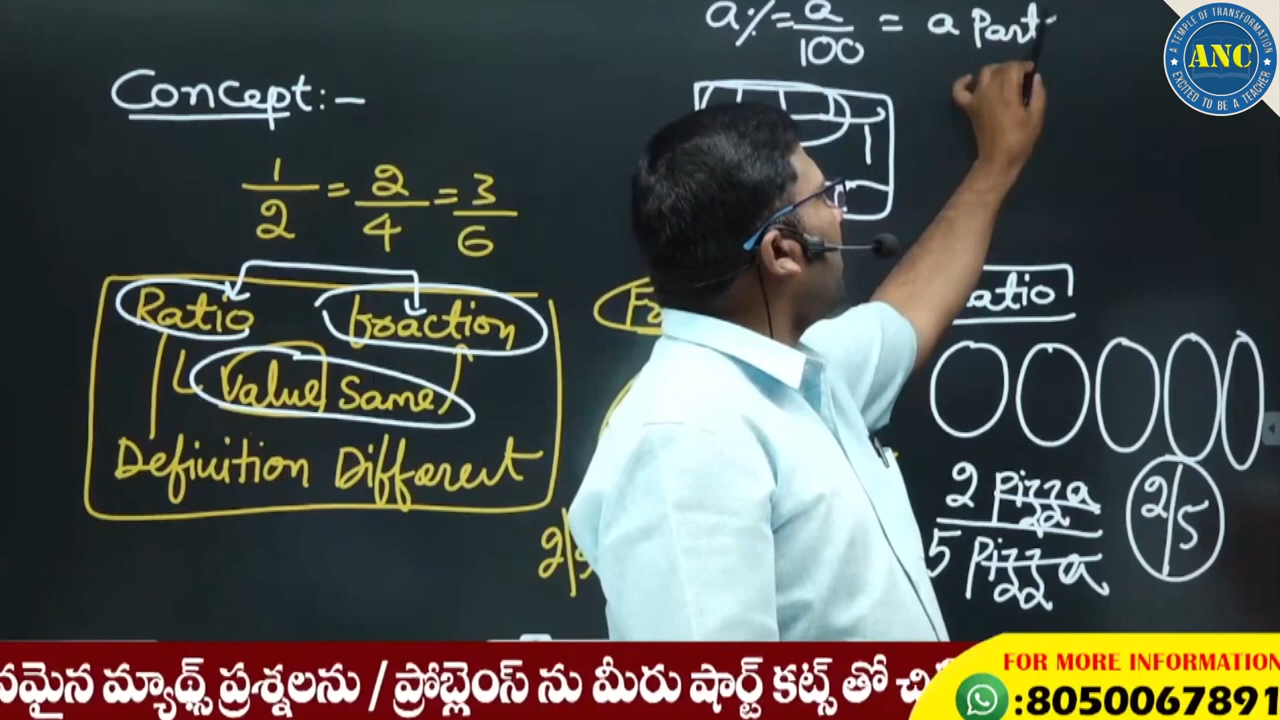 a% = a/100 = a Part
A TEMPLE OF TRANSFORMATION
ANC
EXCITED TO BE A TEACHER
Concept:-
1/2 = 2/4 = 3/6
Ratio Fraction
Value Same
Definition Different
2 Pizza
5 Pizza
2/5
ప్రశ్నలను / ప్రోబ్లెంస్ ను మీరు షార్ట్ కట్స్ తో
FOR MORE INFORMATION
:8050067891